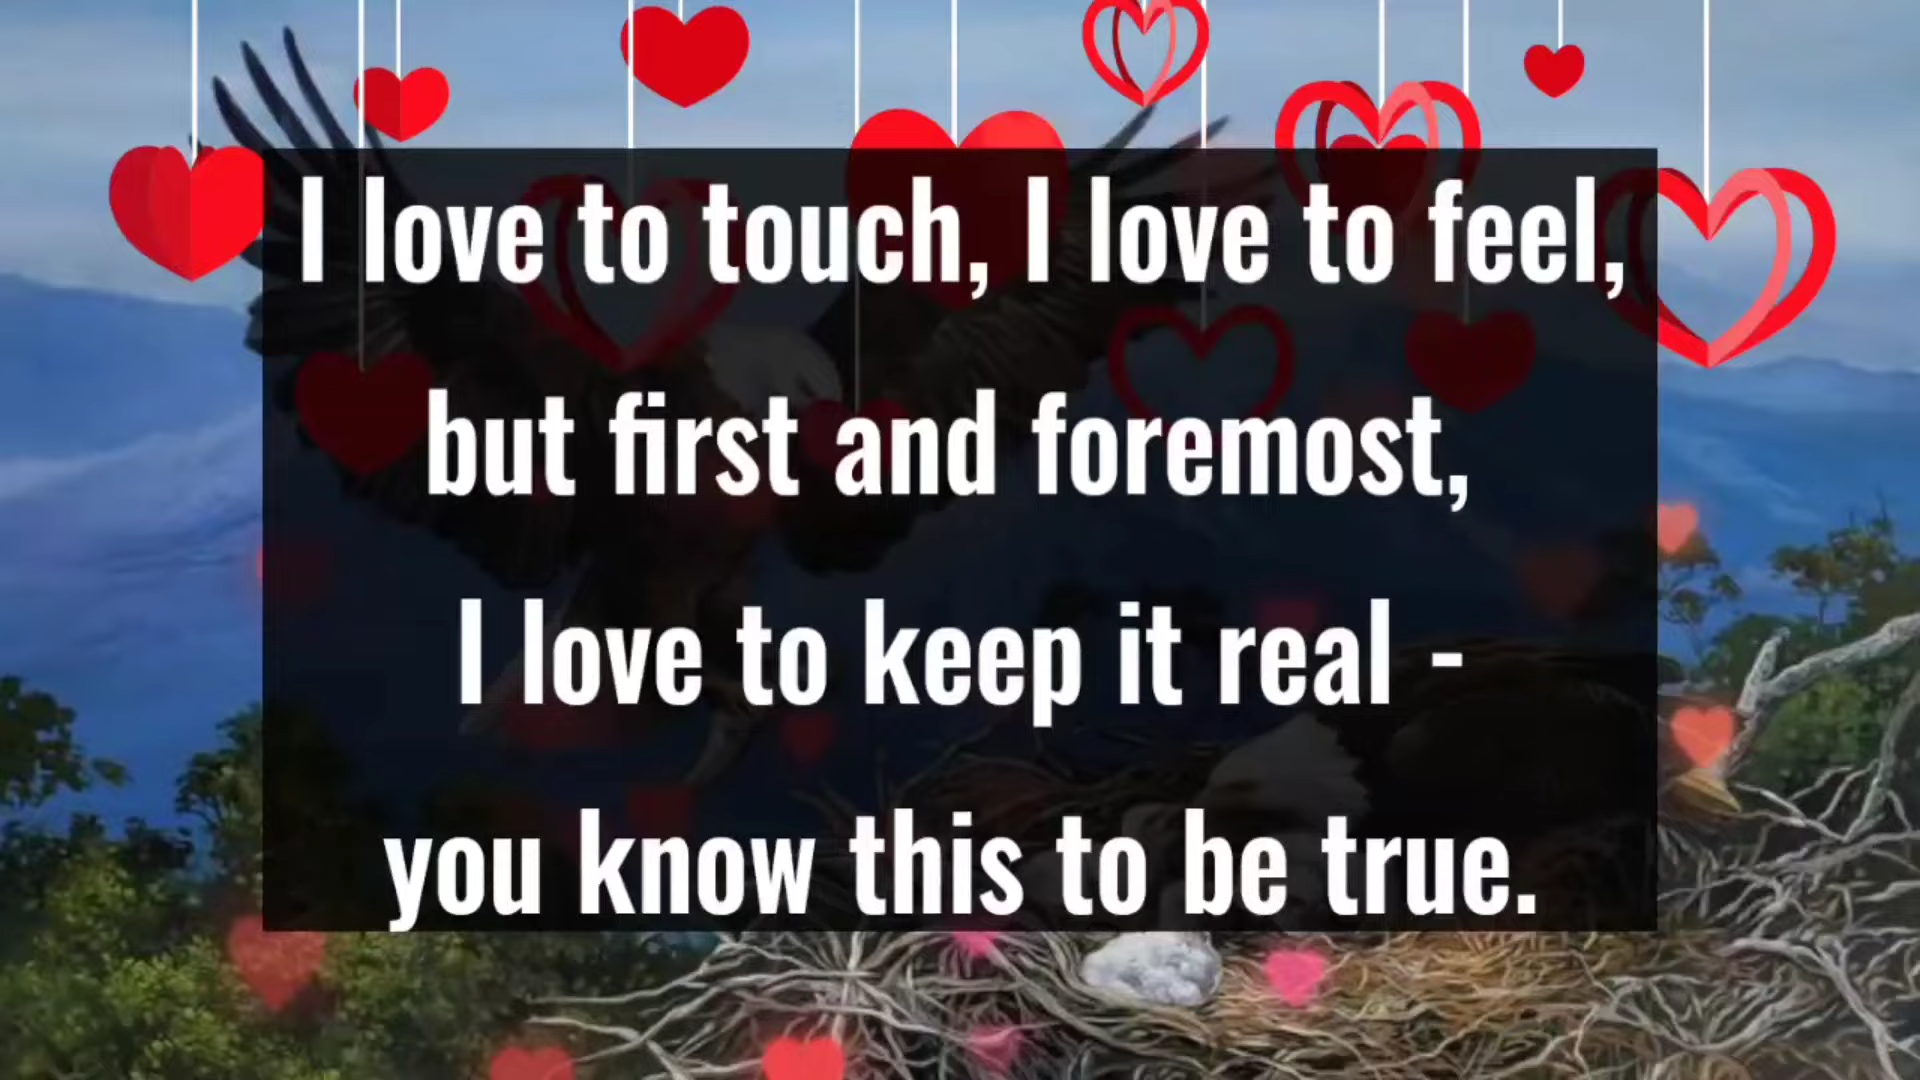 I love to touch, I love to feel,
but first and foremost,
I love to keep it real -
you know this to be true.